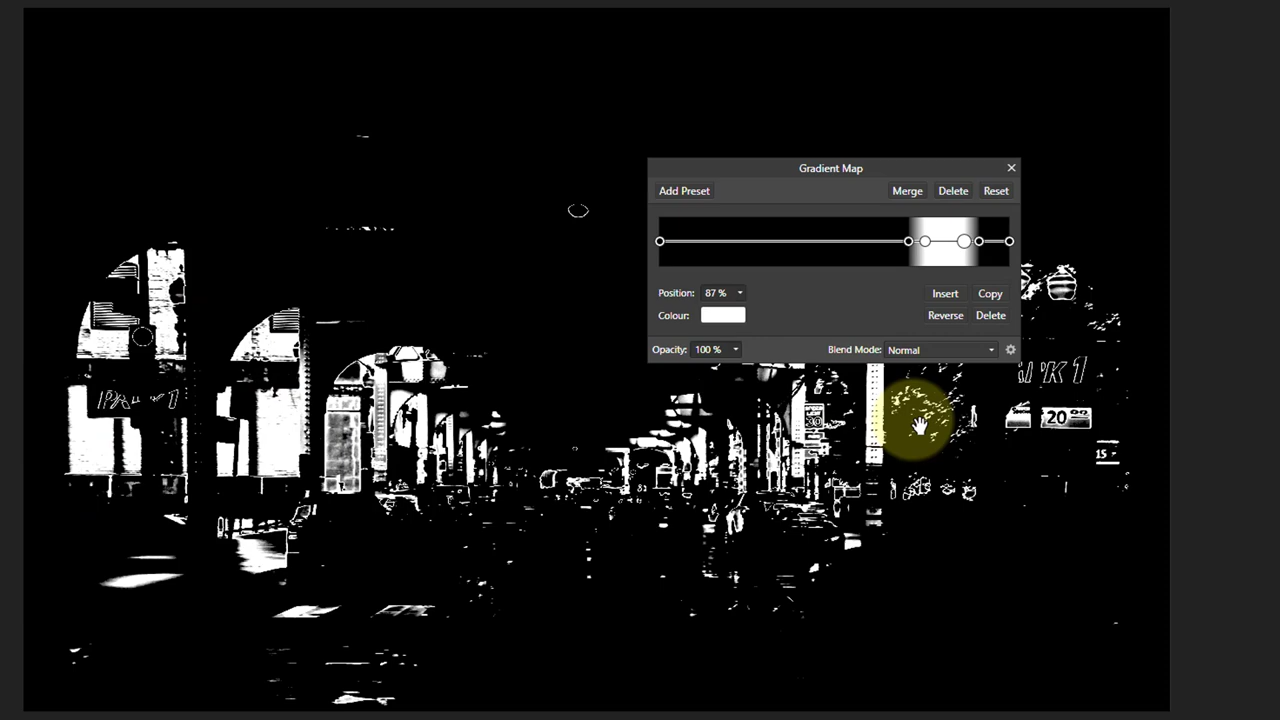 Gradient Map
Add Preset Merge Delete Reset
Position: 87 % Insert Copy
Colour: Reverse Delete
Opacity: 100 % Blend Mode: Normal
20
15